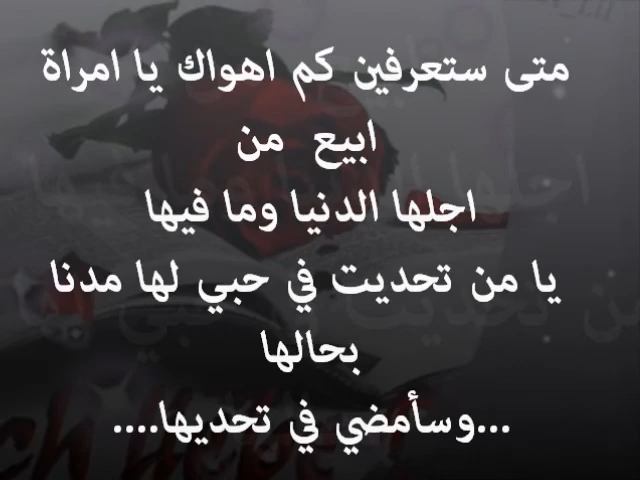 متى ستعرفين كم اهواك يا امراة
ابيع من
اجلها الدنيا وما فيها
يا من تحديت في حبي لها مدنا
بحالها
...وسأمضي في تحديها....